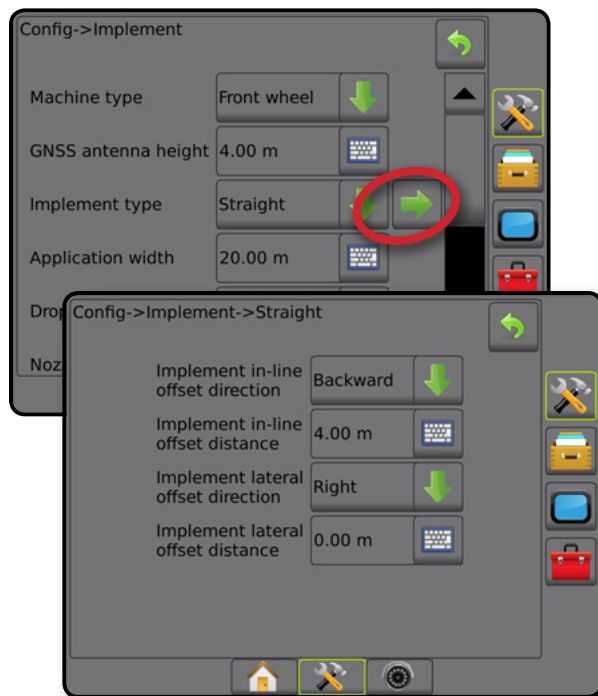 Config->Implement
Machine type
Front wheel
GNSS antenna height
4.00 m
Implement type
Straight
Application width
20.00 m
Config->Implement->Straight
Implement in-line
offset direction
Backward
Implement in-line
offset distance
4.00 m
Implement lateral
offset direction
Right
Implement lateral
offset distance
0.00 m